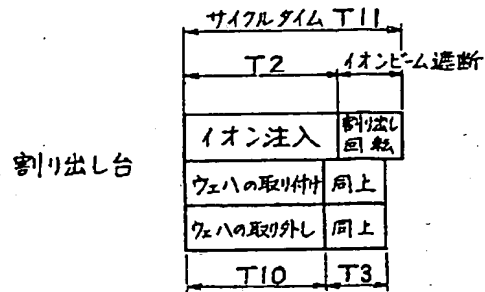 サイクルタイム T11
T2 イオンビーム遮断
イオン注入 割り出し
回転
割り出し台
ウェハの取り付け 同上
ウェハの取り外し 同上
T10 T3